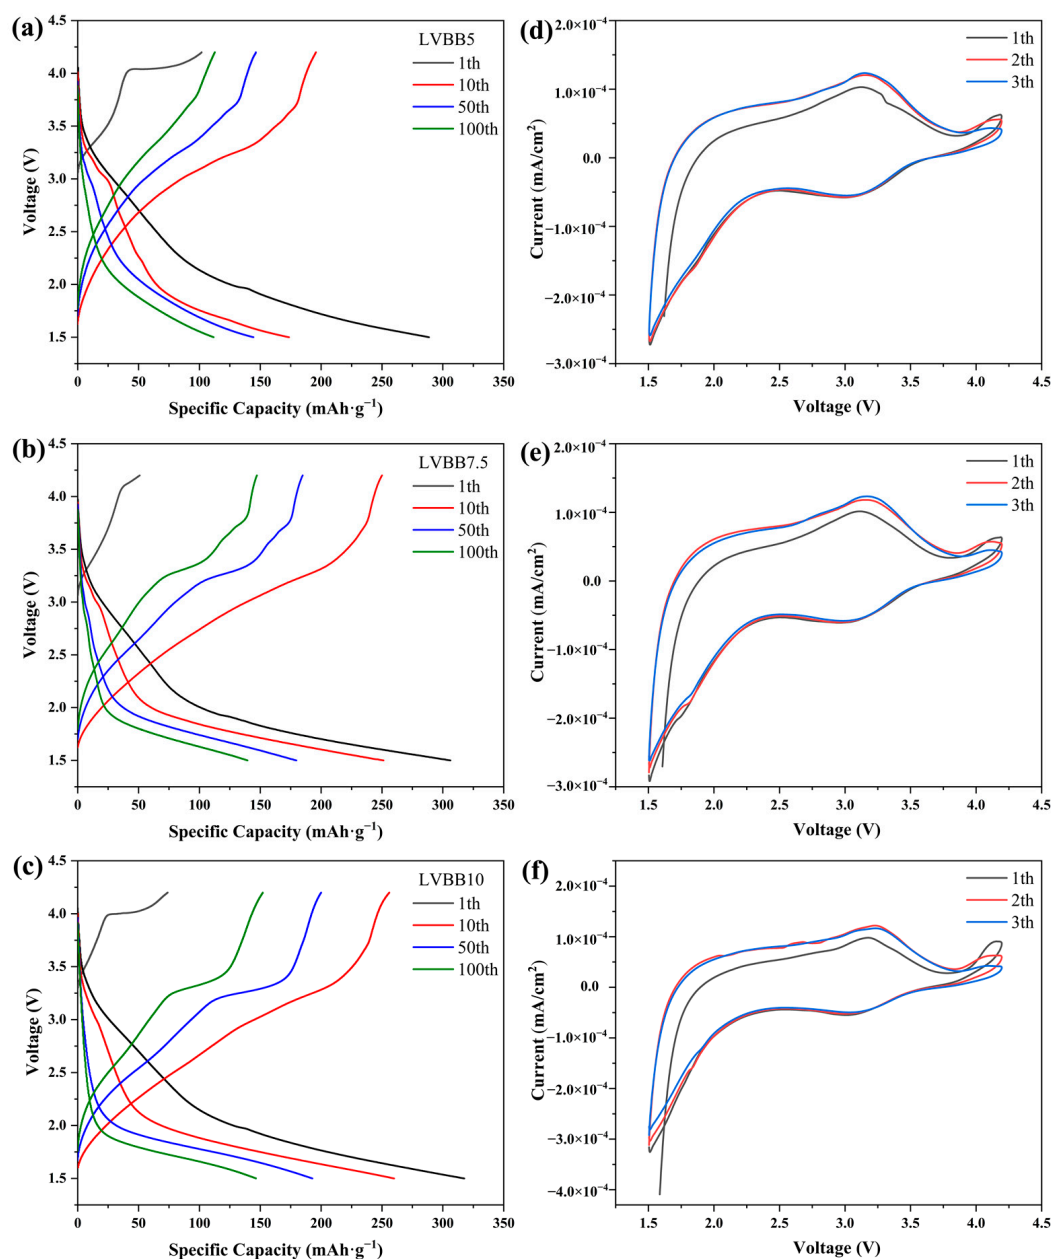 (a)
LVBB5
1th
10th
50th
100th
4.5
4.0
3.5
3.0
2.5
2.0
1.5
Voltage (V)
0 50 100 150 200 250 300 350
Specific Capacity (mAh·g⁻¹)
(d)
1th
2th
3th
2.0×10⁻⁴
1.0×10⁻⁴
0.0
−1.0×10⁻⁴
−2.0×10⁻⁴
−3.0×10⁻⁴
Current (mA/cm²)
1.5 2.0 2.5 3.0 3.5 4.0 4.5
Voltage (V)
(b)
LVBB7.5
1th
10th
50th
100th
4.5
4.0
3.5
3.0
2.5
2.0
1.5
Voltage (V)
0 50 100 150 200 250 300 350
Specific Capacity (mAh·g⁻¹)
(e)
1th
2th
3th
2.0×10⁻⁴
1.0×10⁻⁴
0.0
−1.0×10⁻⁴
−2.0×10⁻⁴
−3.0×10⁻⁴
Current (mA/cm²)
1.5 2.0 2.5 3.0 3.5 4.0 4.5
Voltage (V)
(c)
LVBB10
1th
10th
50th
100th
4.5
4.0
3.5
3.0
2.5
2.0
1.5
Voltage (V)
0 50 100 150 200 250 300 350
Specific Capacity (mAh·g⁻¹)
(f)
1th
2th
3th
2.0×10⁻⁴
1.0×10⁻⁴
0.0
−1.0×10⁻⁴
−2.0×10⁻⁴
−3.0×10⁻⁴
−4.0×10⁻⁴
Current (mA/cm²)
1.5 2.0 2.5 3.0 3.5 4.0 4.5
Voltage (V)